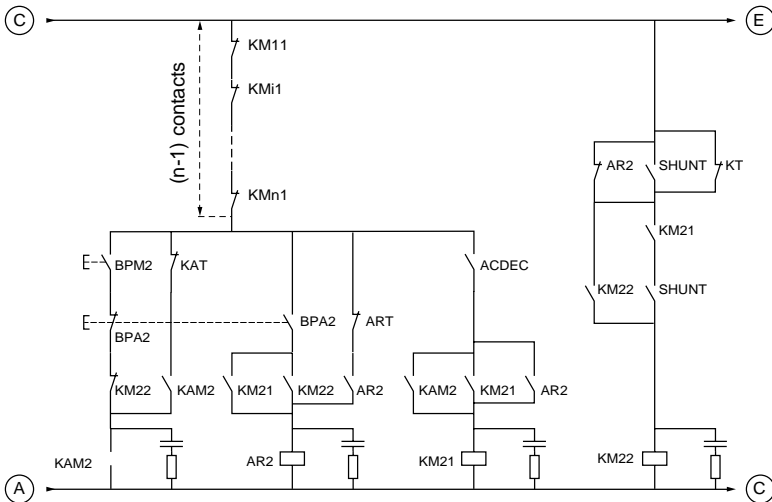 C
E
KM11
KMi1
(n-1) contacts
KMn1
AR2
SHUNT
KT
KM21
BPM2
KAT
ACDEC
KM22
SHUNT
BPA2
BPA2
ART
KM22
KAM2
KM21
KM22
AR2
KAM2
KM21
AR2
KAM2
AR2
KM21
KM22
A
C